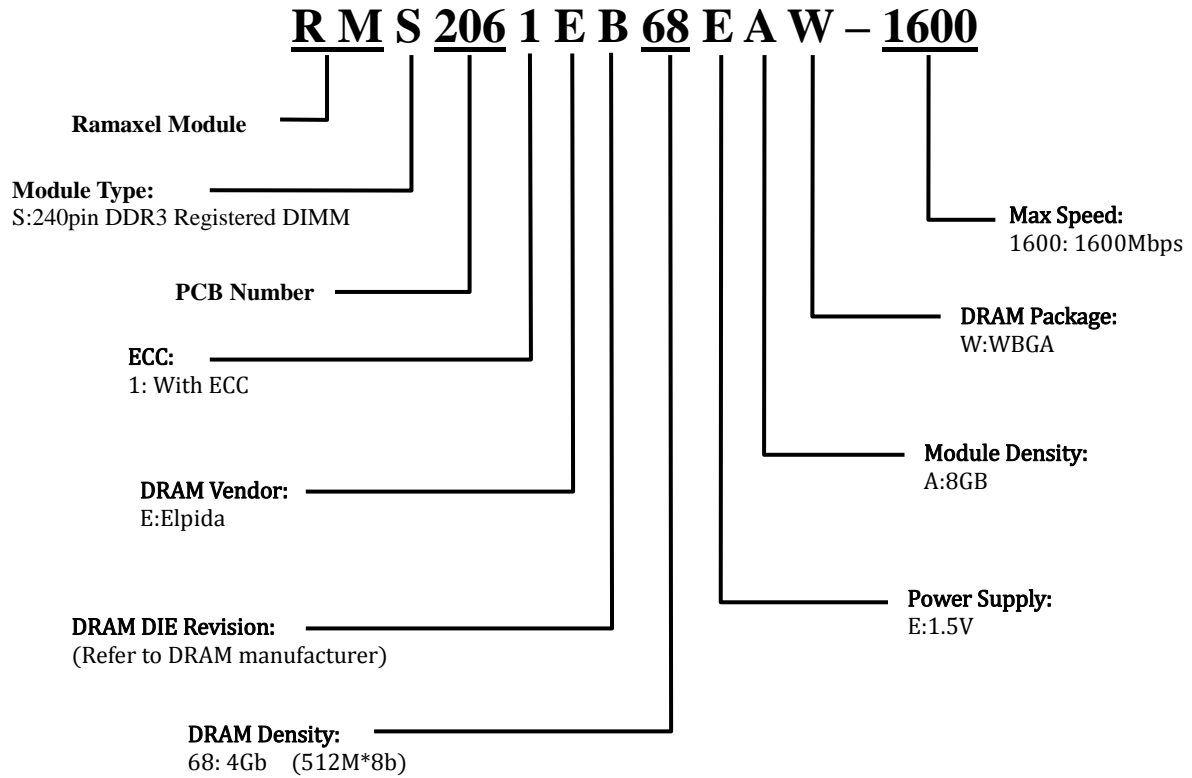 R M S 206 1 E B 68 E A W – 1600
Ramaxel Module
Module Type:
S:240pin DDR3 Registered DIMM
Max Speed:
1600: 1600Mbps
PCB Number
DRAM Package:
W:WBGA
ECC:
1: With ECC
Module Density:
A:8GB
DRAM Vendor:
E:Elpida
Power Supply:
E:1.5V
DRAM DIE Revision:
(Refer to DRAM manufacturer)
DRAM Density:
68: 4Gb (512M*8b)